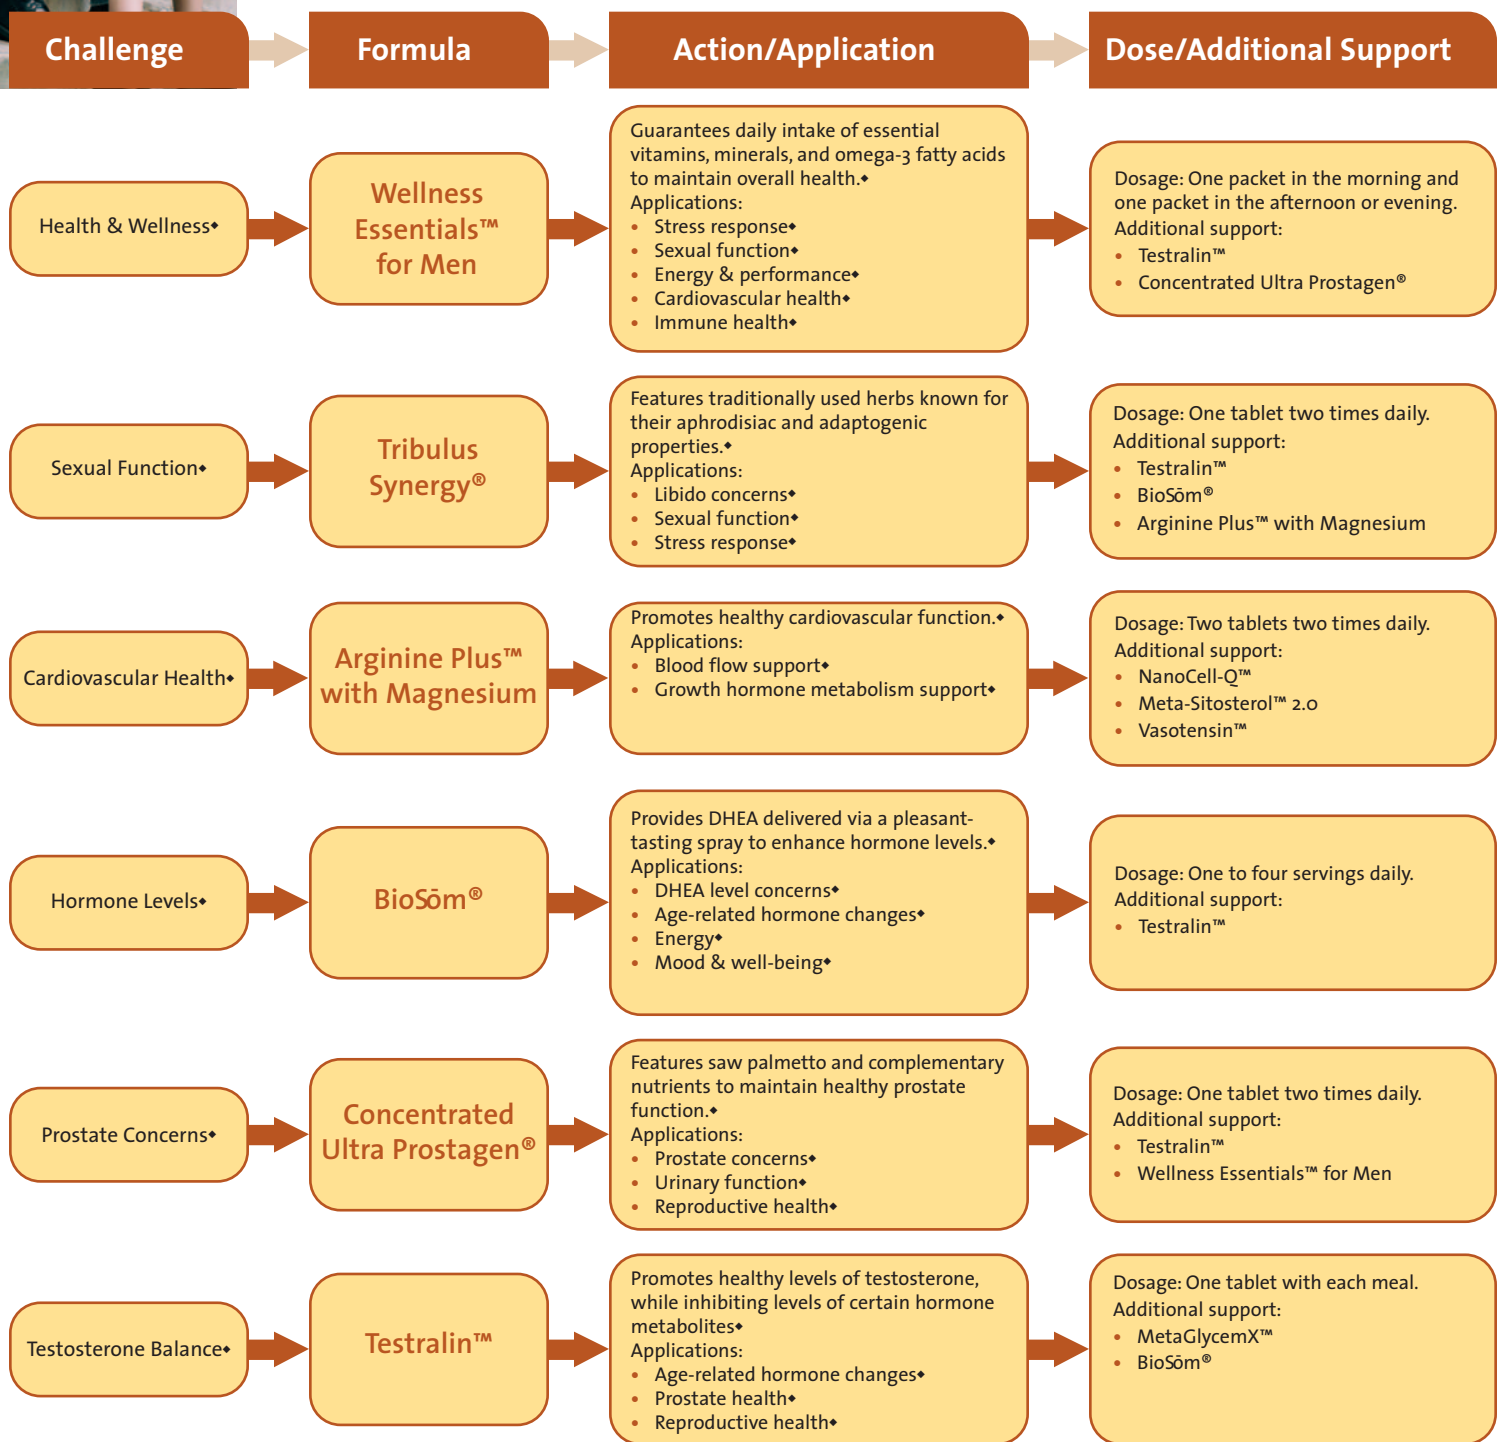 Challenge
Formula
Action/Application
Dose/Additional Support
Health & Wellness◆
Wellness
Essentials™
for Men
Guarantees daily intake of essential
vitamins, minerals, and omega-3 fatty acids
to maintain overall health.◆
Applications:
• Stress response◆
• Sexual function◆
• Energy & performance◆
• Cardiovascular health◆
• Immune health◆
Dosage: One packet in the morning and
one packet in the afternoon or evening.
Additional support:
• Testralin™
• Concentrated Ultra Prostagen®
Sexual Function◆
Tribulus
Synergy®
Features traditionally used herbs known for
their aphrodisiac and adaptogenic
properties.◆
Applications:
• Libido concerns◆
• Sexual function◆
• Stress response◆
Dosage: One tablet two times daily.
Additional support:
• Testralin™
• BioSōm®
• Arginine Plus™ with Magnesium
Cardiovascular Health◆
Arginine Plus™
with Magnesium
Promotes healthy cardiovascular function.◆
Applications:
• Blood flow support◆
• Growth hormone metabolism support◆
Dosage: Two tablets two times daily.
Additional support:
• NanoCell-Q™
• Meta-Sitosterol™ 2.0
• Vasotensin™
Hormone Levels◆
BioSōm®
Provides DHEA delivered via a pleasant-
tasting spray to enhance hormone levels.◆
Applications:
• DHEA level concerns◆
• Age-related hormone changes◆
• Energy◆
• Mood & well-being◆
Dosage: One to four servings daily.
Additional support:
• Testralin™
Prostate Concerns◆
Concentrated
Ultra Prostagen®
Features saw palmetto and complementary
nutrients to maintain healthy prostate
function.◆
Applications:
• Prostate concerns◆
• Urinary function◆
• Reproductive health◆
Dosage: One tablet two times daily.
Additional support:
• Testralin™
• Wellness Essentials™ for Men
Testosterone Balance◆
Testralin™
Promotes healthy levels of testosterone,
while inhibiting levels of certain hormone
metabolites◆
Applications:
• Age-related hormone changes◆
• Prostate health◆
• Reproductive health◆
Dosage: One tablet with each meal.
Additional support:
• MetaGlycemX™
• BioSōm®